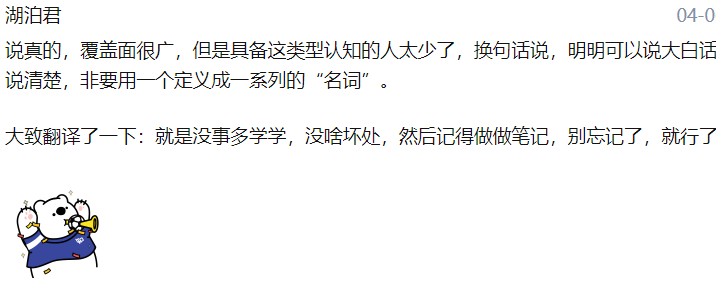 湖泊君
04-0
说真的，覆盖面很广，但是具备这类型认知的人太少了，换句话说，明明可以说大白话
说清楚，非要用一个定义成一系列的“名词”。
大致翻译了一下：就是没事多学学，没啥坏处，然后记得做做笔记，别忘记了，就行了